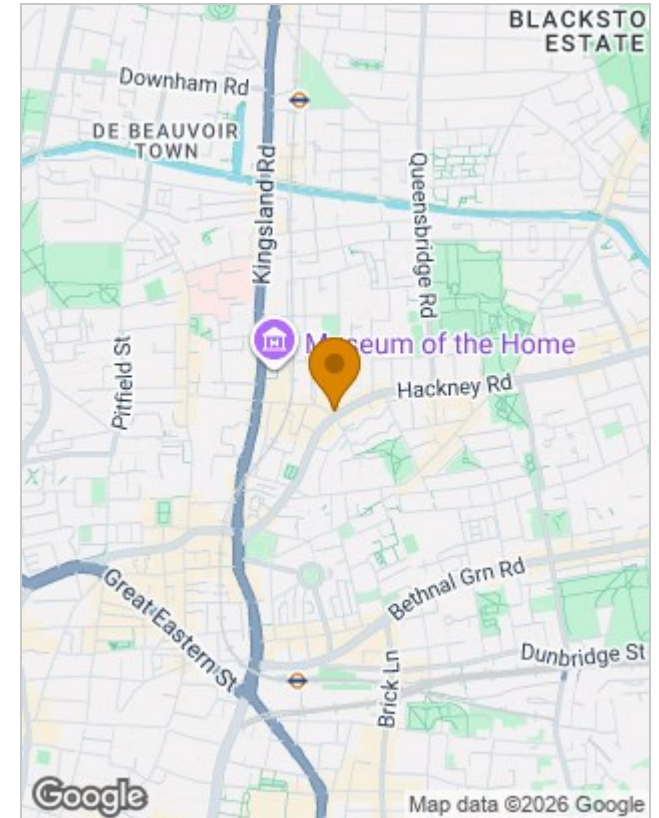 BLACKSTO
ESTATE
Downham Rd
DE BEAUVOIR
TOWN
Kingsland Rd
Queensbridge Rd
Museum of the Home
Pitfield St
Hackney Rd
Great Eastern St
Bethnal Grn Rd
Dunbridge St
Brick Ln
Google
Map data ©2026 Google